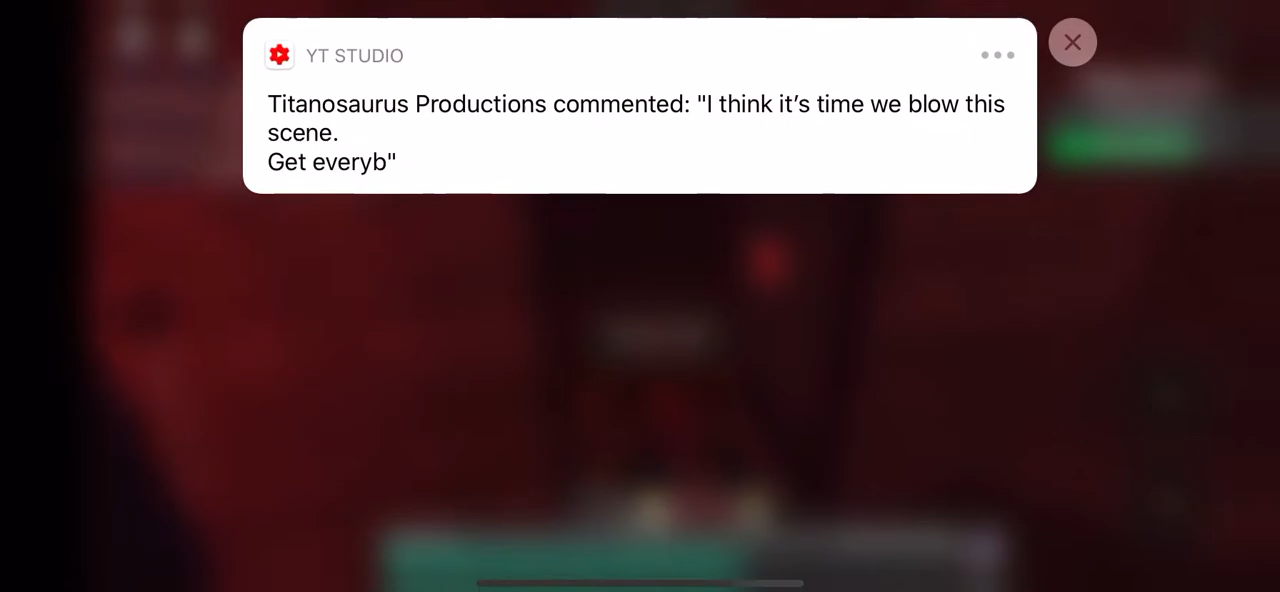 YT STUDIO
Titanosaurus Productions commented: "I think it’s time we blow this
scene.
Get everyb"